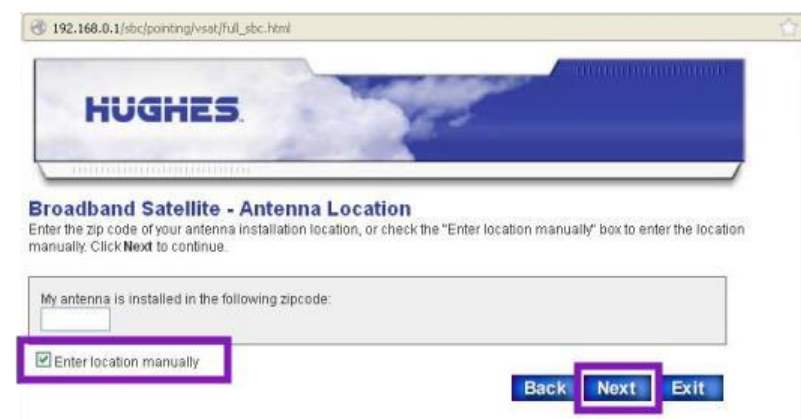 192.168.0.1/sbc/pointing/vsat/full_sbc.html
HUGHES.
Broadband Satellite - Antenna Location
Enter the zip code of your antenna installation location, or check the "Enter location manually" box to enter the location
manually. Click Next to continue.
My antenna is installed in the following zipcode:
Enter location manually
Back Next Exit